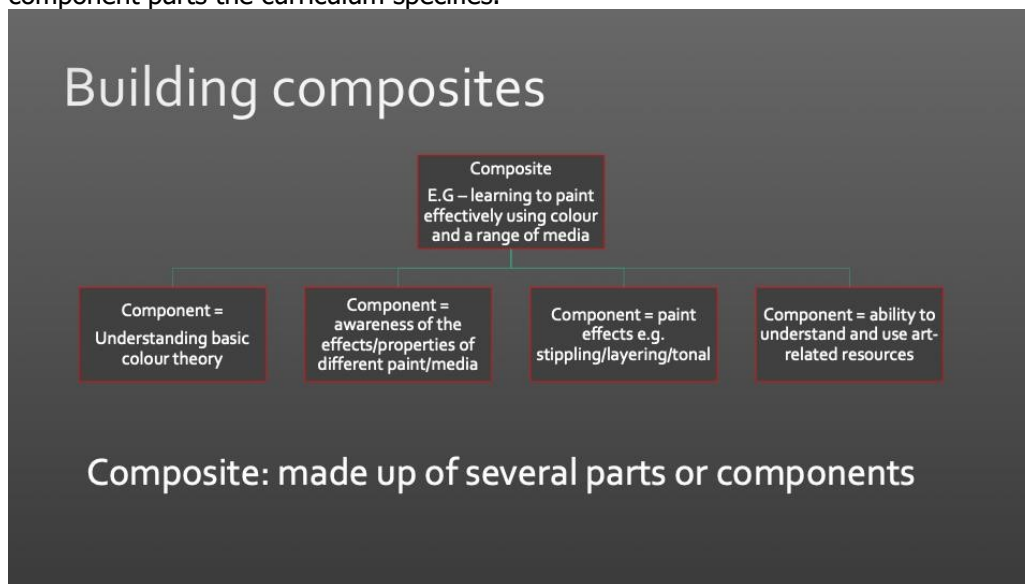 component parts the curriculum specifies.
Building composites
Composite
E.G – learning to paint
effectively using colour
and a range of media
Component =
Understanding basic
colour theory
Component =
awareness of the
effects/properties of
different paint/media
Component = paint
effects e.g.
stippling/layering/tonal
Component = ability to
understand and use art-
related resources
Composite: made up of several parts or components